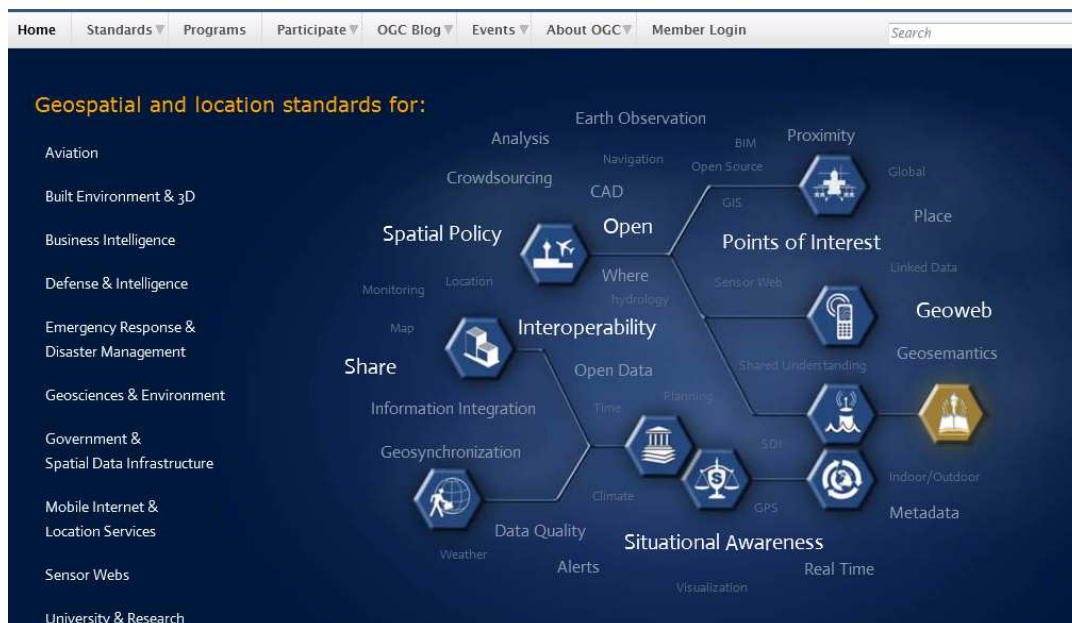 Home Standards Programs Participate OGC Blog Events About OGC Member Login Search
Geospatial and location standards for:
Aviation
Built Environment & 3D
Business Intelligence
Defense & Intelligence
Emergency Response &
Disaster Management
Geosciences & Environment
Government &
Spatial Data Infrastructure
Mobile Internet &
Location Services
Sensor Webs
University & Research
Earth Observation
Analysis
BIM
Proximity
Navigation
Open Source
Crowdsourcing
Global
CAD
GIS
Place
Spatial Policy
Open
Points of Interest
Where
Linked Data
Location
Sensor Web
Monitoring
hydrology
Geoweb
Map
Interoperability
Geosemantics
Share
Open Data
Shared Understanding
Planning
Information Integration
Time
Geosynchronization
SDI
Indoor/Outdoor
Climate
GPS
Metadata
Data Quality
Situational Awareness
Weather
Alerts
Real Time
Visualization